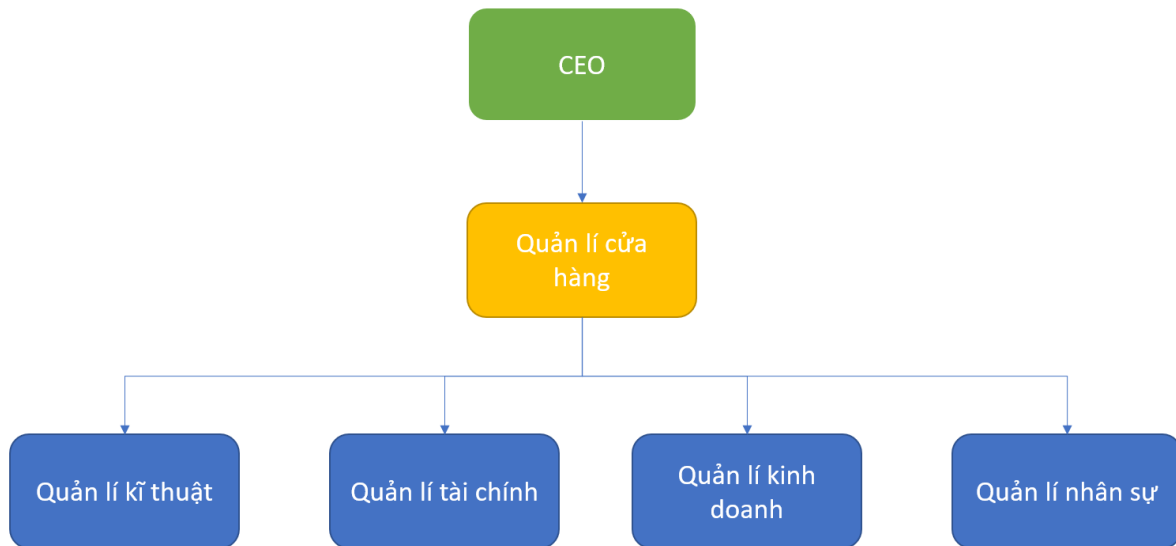 CEO
Quản lí cửa
hàng
Quản lí kĩ thuật
Quản lí tài chính
Quản lí kinh
doanh
Quản lí nhân sự